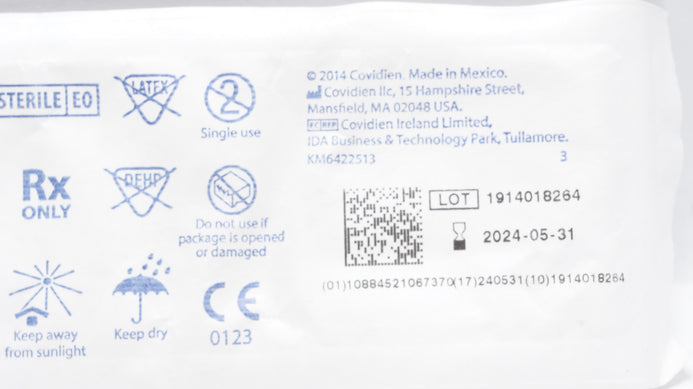 STERILE EO
LATEX
2
Single use
Rx
ONLY
DEHP
Do not use if
package is opened
or damaged
Keep away
from sunlight
Keep dry
CE
0123
© 2014 Covidien. Made in Mexico.
Covidien llc, 15 Hampshire Street,
Mansfield, MA 02048 USA.
EC REP Covidien Ireland Limited,
IDA Business & Technology Park, Tullamore.
KM6422513 3
LOT 1914018264
2024-05-31
(01)10884521067370(17)240531(10)1914018264